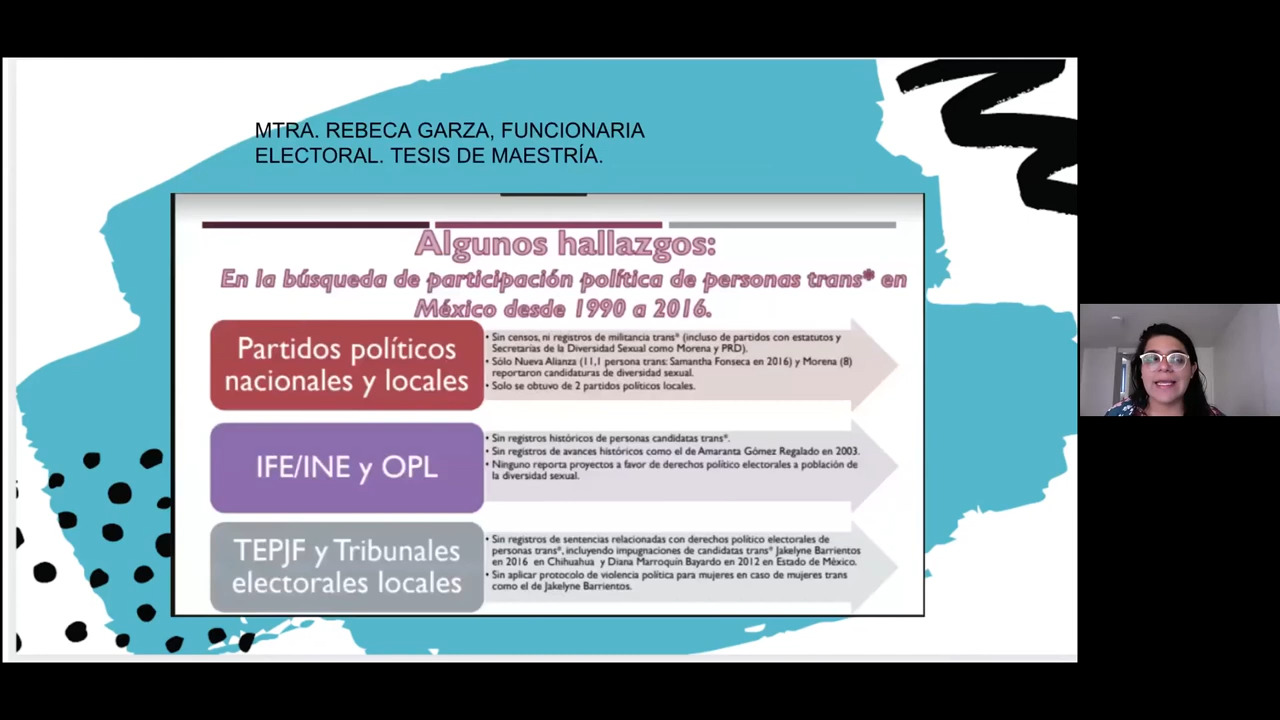 MTRA. REBECA GARZA, FUNCIONARIA
ELECTORAL. TESIS DE MAESTRÍA.
Algunos hallazgos:
En la búsqueda de participación política de personas trans* en
México desde 1990 a 2016.
Partidos políticos
nacionales y locales
• Sin censos, ni registros de militancia trans* (incluso de partidos con estatutos y
Secretarías de la Diversidad Sexual como Morena y PRD).
• Sólo Nueva Alianza (11,1 persona trans: Samantha Fonseca en 2016) y Morena (8)
reportaron candidaturas de diversidad sexual.
• Solo se obtuvo de 2 partidos políticos locales.
IFE/INE y OPL
• Sin registros históricos de personas candidatas trans*.
• Sin registros de avances históricos como el de Amaranta Gómez Regalado en 2003.
• Ninguno reporta proyectos a favor de derechos político electorales a población de
la diversidad sexual.
TEPJF y Tribunales
electorales locales
• Sin registros de sentencias relacionadas con derechos político electorales de
personas trans*, incluyendo impugnaciones de candidatas trans* Jakelyne Barrientos
en 2016 en Chihuahua y Diana Marroquín Bayardo en 2012 en Estado de México.
• Sin aplicar protocolo de violencia política para mujeres en caso de mujeres trans
como el de Jakelyne Barrientos.